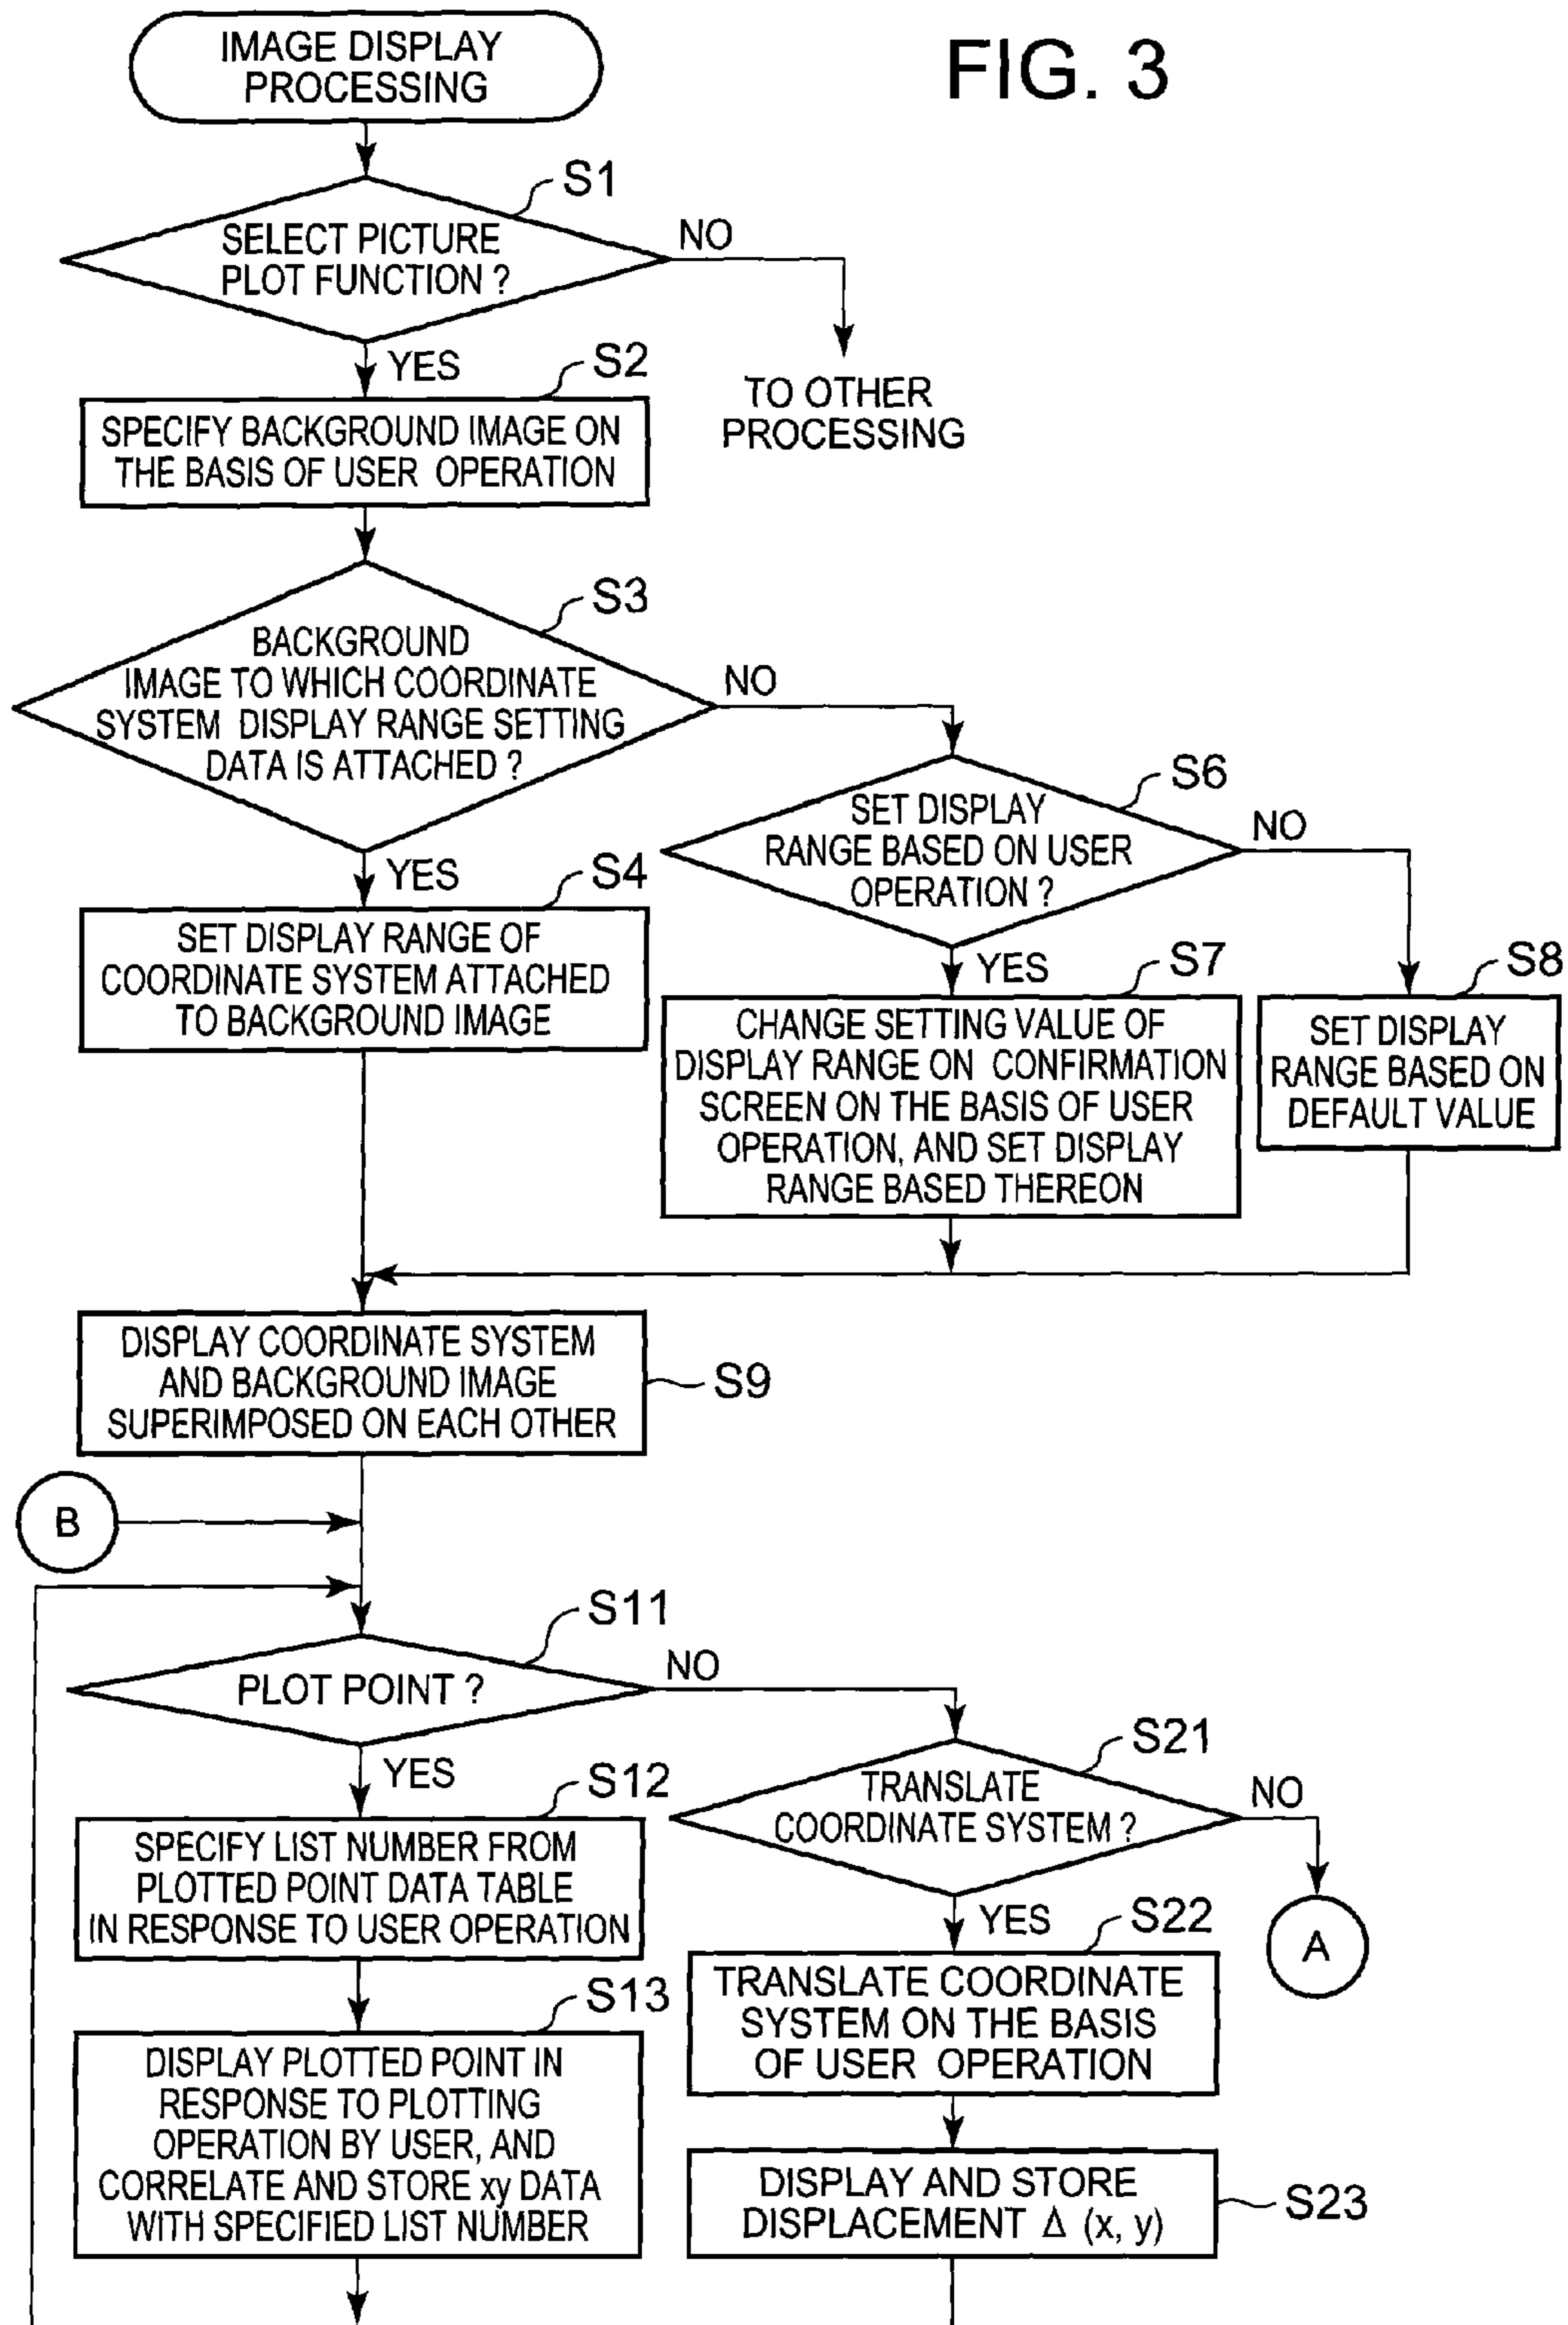 IMAGE DISPLAY
PROCESSING
FIG. 3
S1
SELECT PICTURE
PLOT FUNCTION ?
NO
YES
TO OTHER
PROCESSING
S2
SPECIFY BACKGROUND IMAGE ON
THE BASIS OF USER OPERATION
S3
BACKGROUND
IMAGE TO WHICH COORDINATE
SYSTEM DISPLAY RANGE SETTING
DATA IS ATTACHED ?
NO
YES
S6
SET DISPLAY
RANGE BASED ON USER
OPERATION ?
NO
YES
S4
SET DISPLAY RANGE OF
COORDINATE SYSTEM ATTACHED
TO BACKGROUND IMAGE
S7
CHANGE SETTING VALUE OF
DISPLAY RANGE ON CONFIRMATION
SCREEN ON THE BASIS OF USER
OPERATION, AND SET DISPLAY
RANGE BASED THEREON
S8
SET DISPLAY
RANGE BASED ON
DEFAULT VALUE
DISPLAY COORDINATE SYSTEM
AND BACKGROUND IMAGE
SUPERIMPOSED ON EACH OTHER
S9
B
S11
PLOT POINT ?
NO
YES
S21
TRANSLATE
COORDINATE SYSTEM ?
NO
YES
A
S12
SPECIFY LIST NUMBER FROM
PLOTTED POINT DATA TABLE
IN RESPONSE TO USER OPERATION
S22
TRANSLATE COORDINATE
SYSTEM ON THE BASIS
OF USER OPERATION
S13
DISPLAY PLOTTED POINT IN
RESPONSE TO PLOTTING
OPERATION BY USER, AND
CORRELATE AND STORE xy DATA
WITH SPECIFIED LIST NUMBER
DISPLAY AND STORE
DISPLACEMENT Δ (x, y)
S23